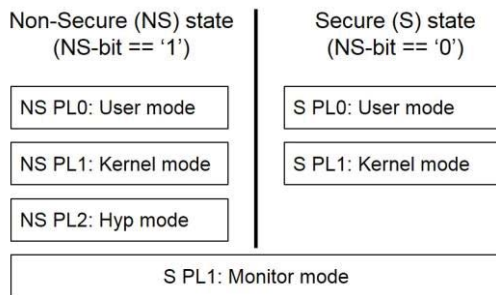 Non-Secure (NS) state
(NS-bit == ‘1’)
NS PL0: User mode
NS PL1: Kernel mode
NS PL2: Hyp mode
Secure (S) state
(NS-bit == ‘0’)
S PL0: User mode
S PL1: Kernel mode
S PL1: Monitor mode